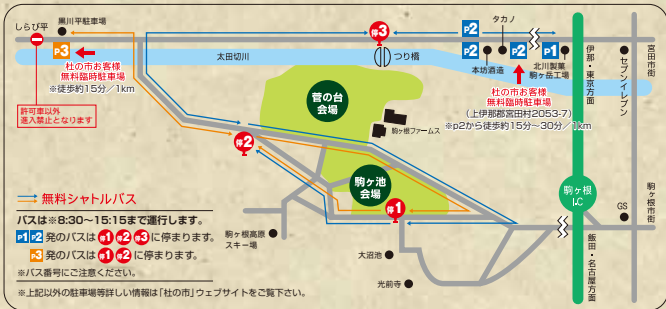 しらび平
黒川平駐車場
P3
杜の市お客様
無料臨時駐車場
※徒歩約15分／1km
許可車以外
進入禁止となります
太田切川
停3
つり橋
P2
タカノ
P2
P2
P1
本坊酒造
北川製菓
駒ヶ岳工場
杜の市お客様
無料臨時駐車場
（上伊那郡宮田村2053-7）
※p2から徒歩約15分～30分／1km
伊那・東京方面
セブンイレブン
宮田市街
菅の台
会場
駒ヶ根ファームス
停2
駒ヶ池
会場
停1
駒ヶ根
I.C
駒ヶ根市街
GS
飯田・名古屋方面
駒ヶ根高原
スキー場
大沼池
光前寺
無料シャトルバス
バスは※8:30～15:15まで運行します。
P1 P2 発のバスは 停1 停2 停3 に停まります。
P3 発のバスは 停1 停2 に停まります。
※バス番号にご注意ください。
※上記以外の駐車場等詳しい情報は「杜の市」ウェブサイトをご覧下さい。